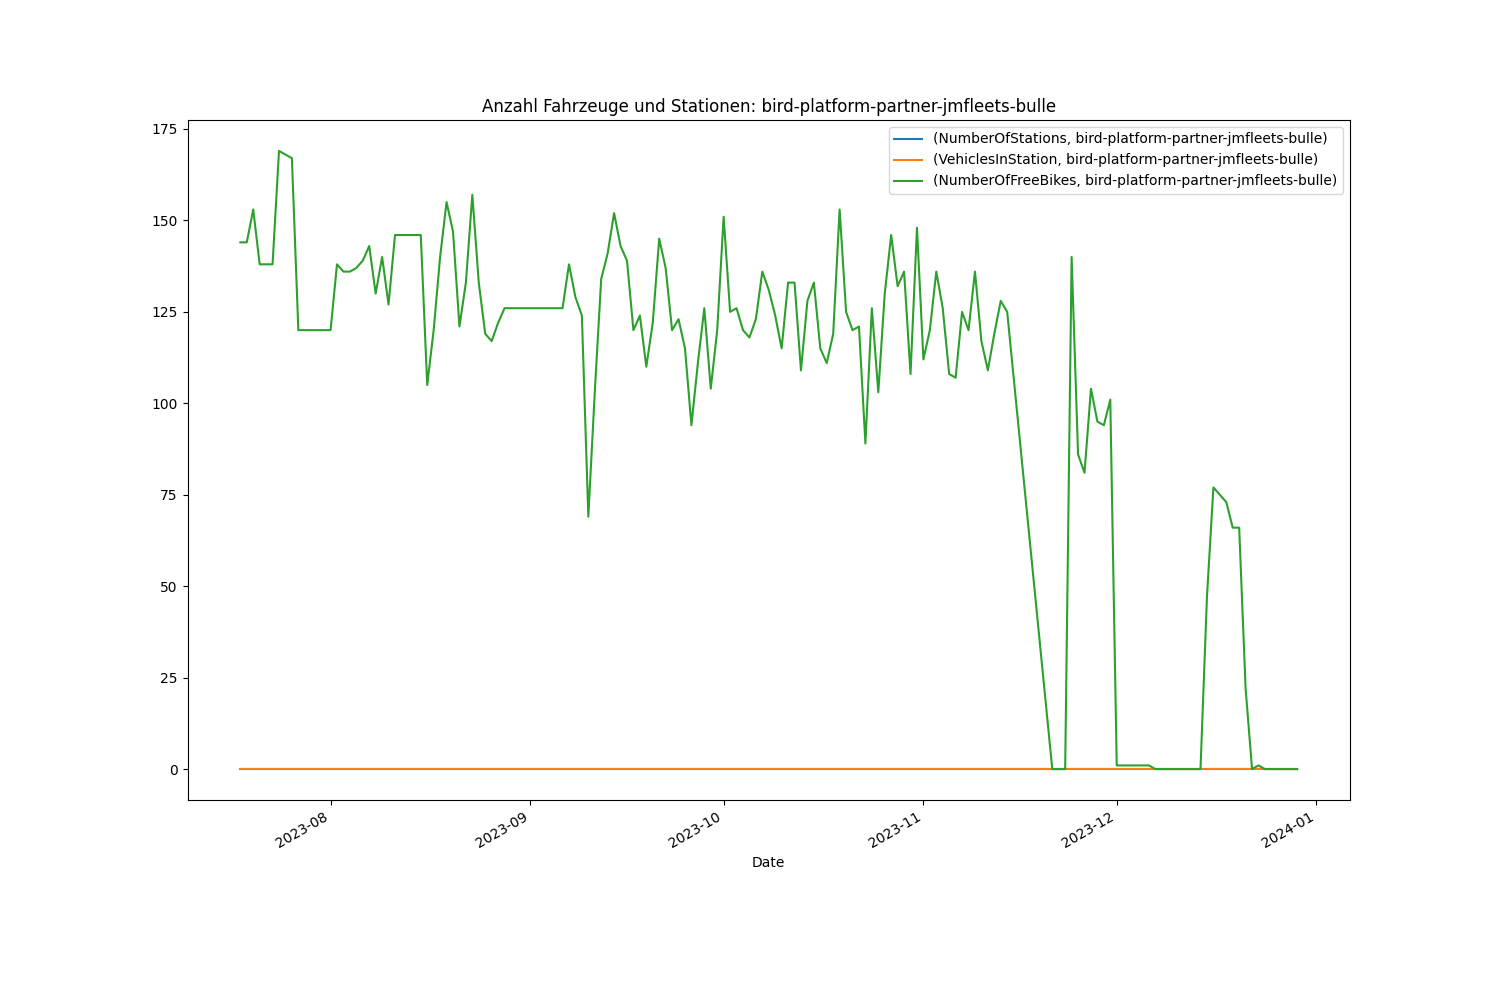 Anzahl Fahrzeuge und Stationen: bird-platform-partner-jmfleets-bulle
(NumberOfStations, bird-platform-partner-jmfleets-bulle)
(VehiclesInStation, bird-platform-partner-jmfleets-bulle)
(NumberOfFreeBikes, bird-platform-partner-jmfleets-bulle)
175
150
125
100
75
50
25
0
2023-08
2023-09
2023-10
2023-11
2023-12
2024-01
Date